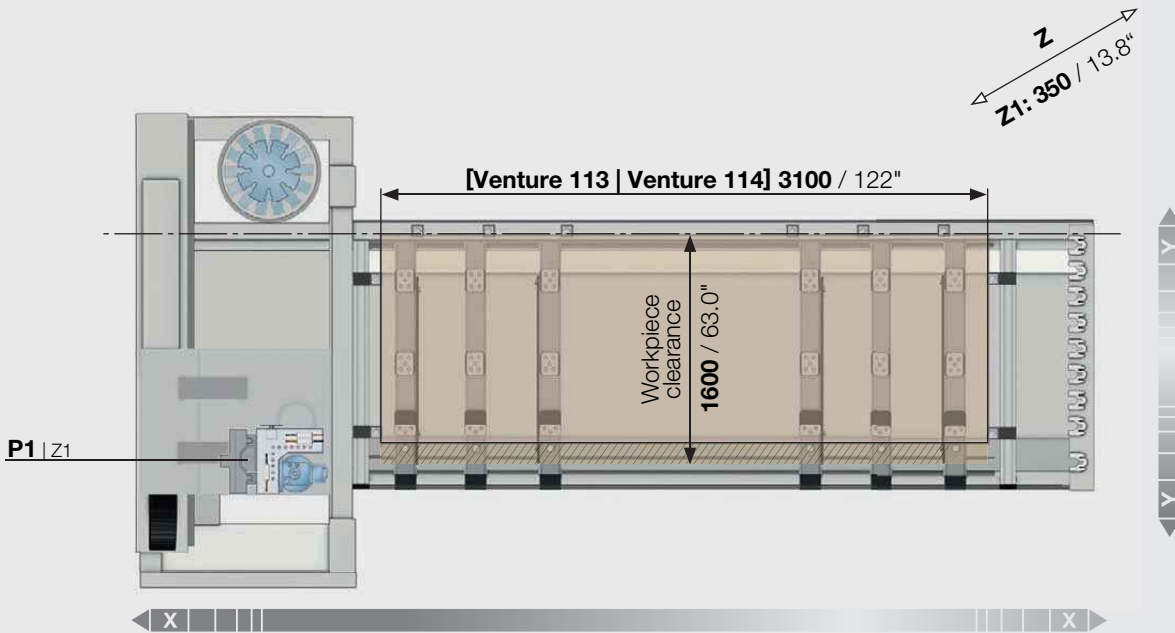 Z
Z1: 350 / 13.8"
[Venture 113 | Venture 114] 3100 / 122"
Workpiece
clearance
1600 / 63.0"
P1 | Z1
Y
Y
X
X